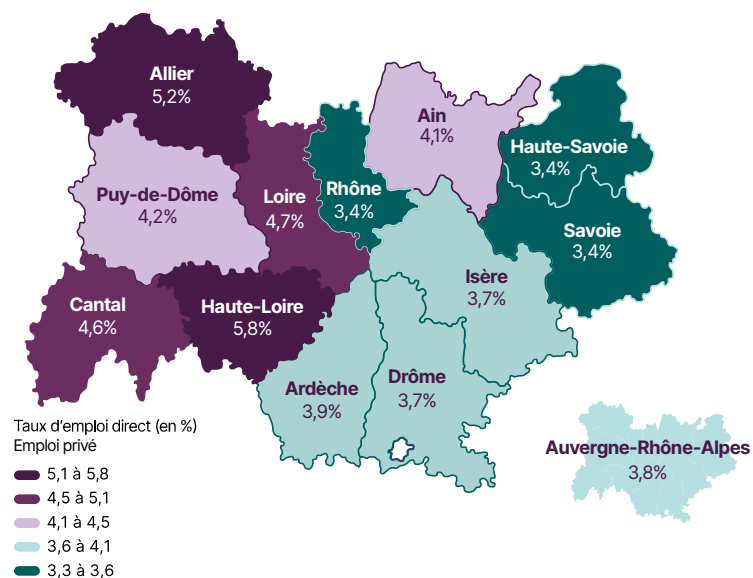 Allier
5,2%
Ain
4,1%
Haute-Savoie
3,4%
Puy-de-Dôme
4,2%
Loire
4,7%
Rhône
3,4%
Savoie
3,4%
Isère
3,7%
Cantal
4,6%
Haute-Loire
5,8%
Ardèche
3,9%
Drôme
3,7%
Taux d'emploi direct (en %)
Emploi privé
5,1 à 5,8
4,5 à 5,1
4,1 à 4,5
3,6 à 4,1
3,3 à 3,6
Auvergne-Rhône-Alpes
3,8%